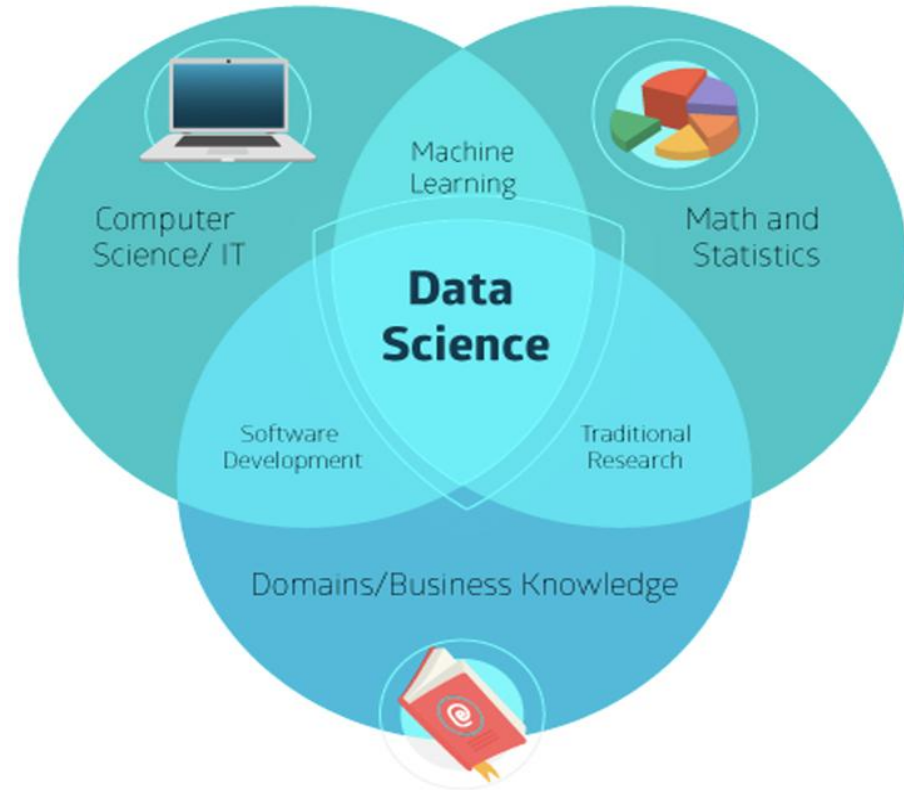 Machine
Learning
Computer
Science/ IT
Math and
Statistics
Data
Science
Software
Development
Traditional
Research
Domains/Business Knowledge